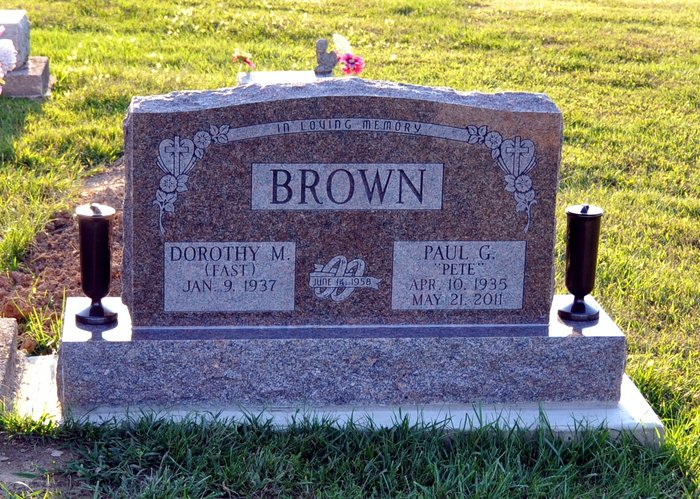 IN LOVING MEMORY
BROWN
DOROTHY M.
(FAST)
JAN. 9, 1937
JUNE 14, 1958
PAUL G.
"PETE"
APR. 10, 1935
MAY 21, 2011